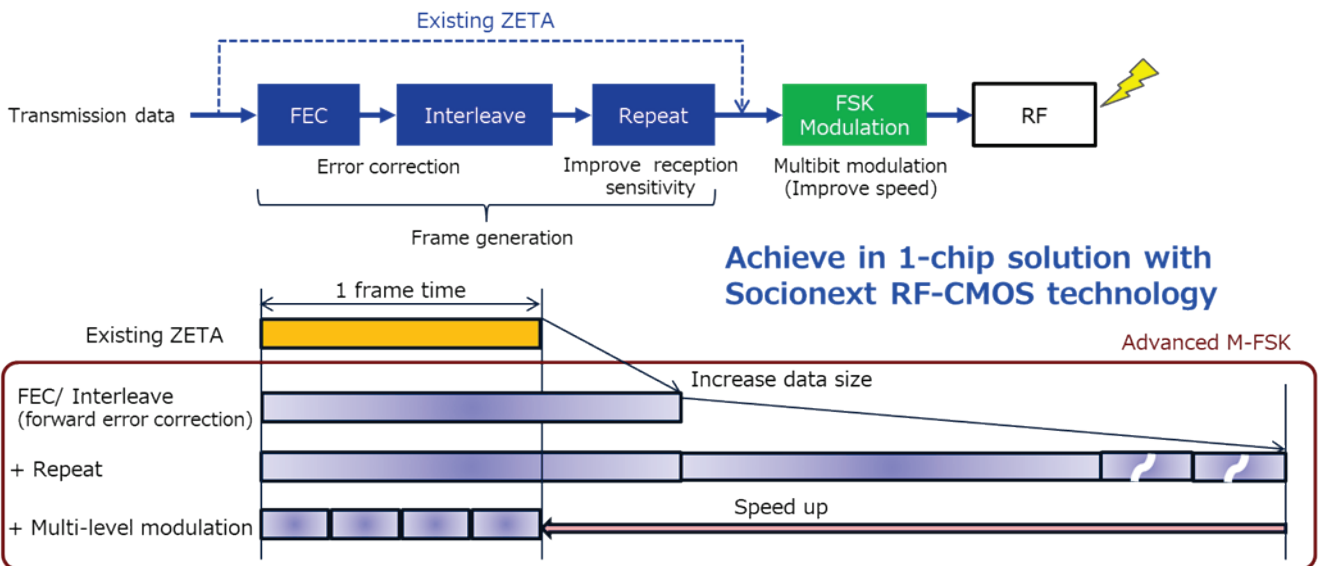 Existing ZETA
Transmission data
FEC
Interleave
Repeat
FSK
Modulation
RF
Error correction
Improve reception
sensitivity
Multibit modulation
(Improve speed)
Frame generation
Achieve in 1-chip solution with
Socionext RF-CMOS technology
1 frame time
Existing ZETA
Advanced M-FSK
FEC/ Interleave
(forward error correction)
Increase data size
+ Repeat
+ Multi-level modulation
Speed up